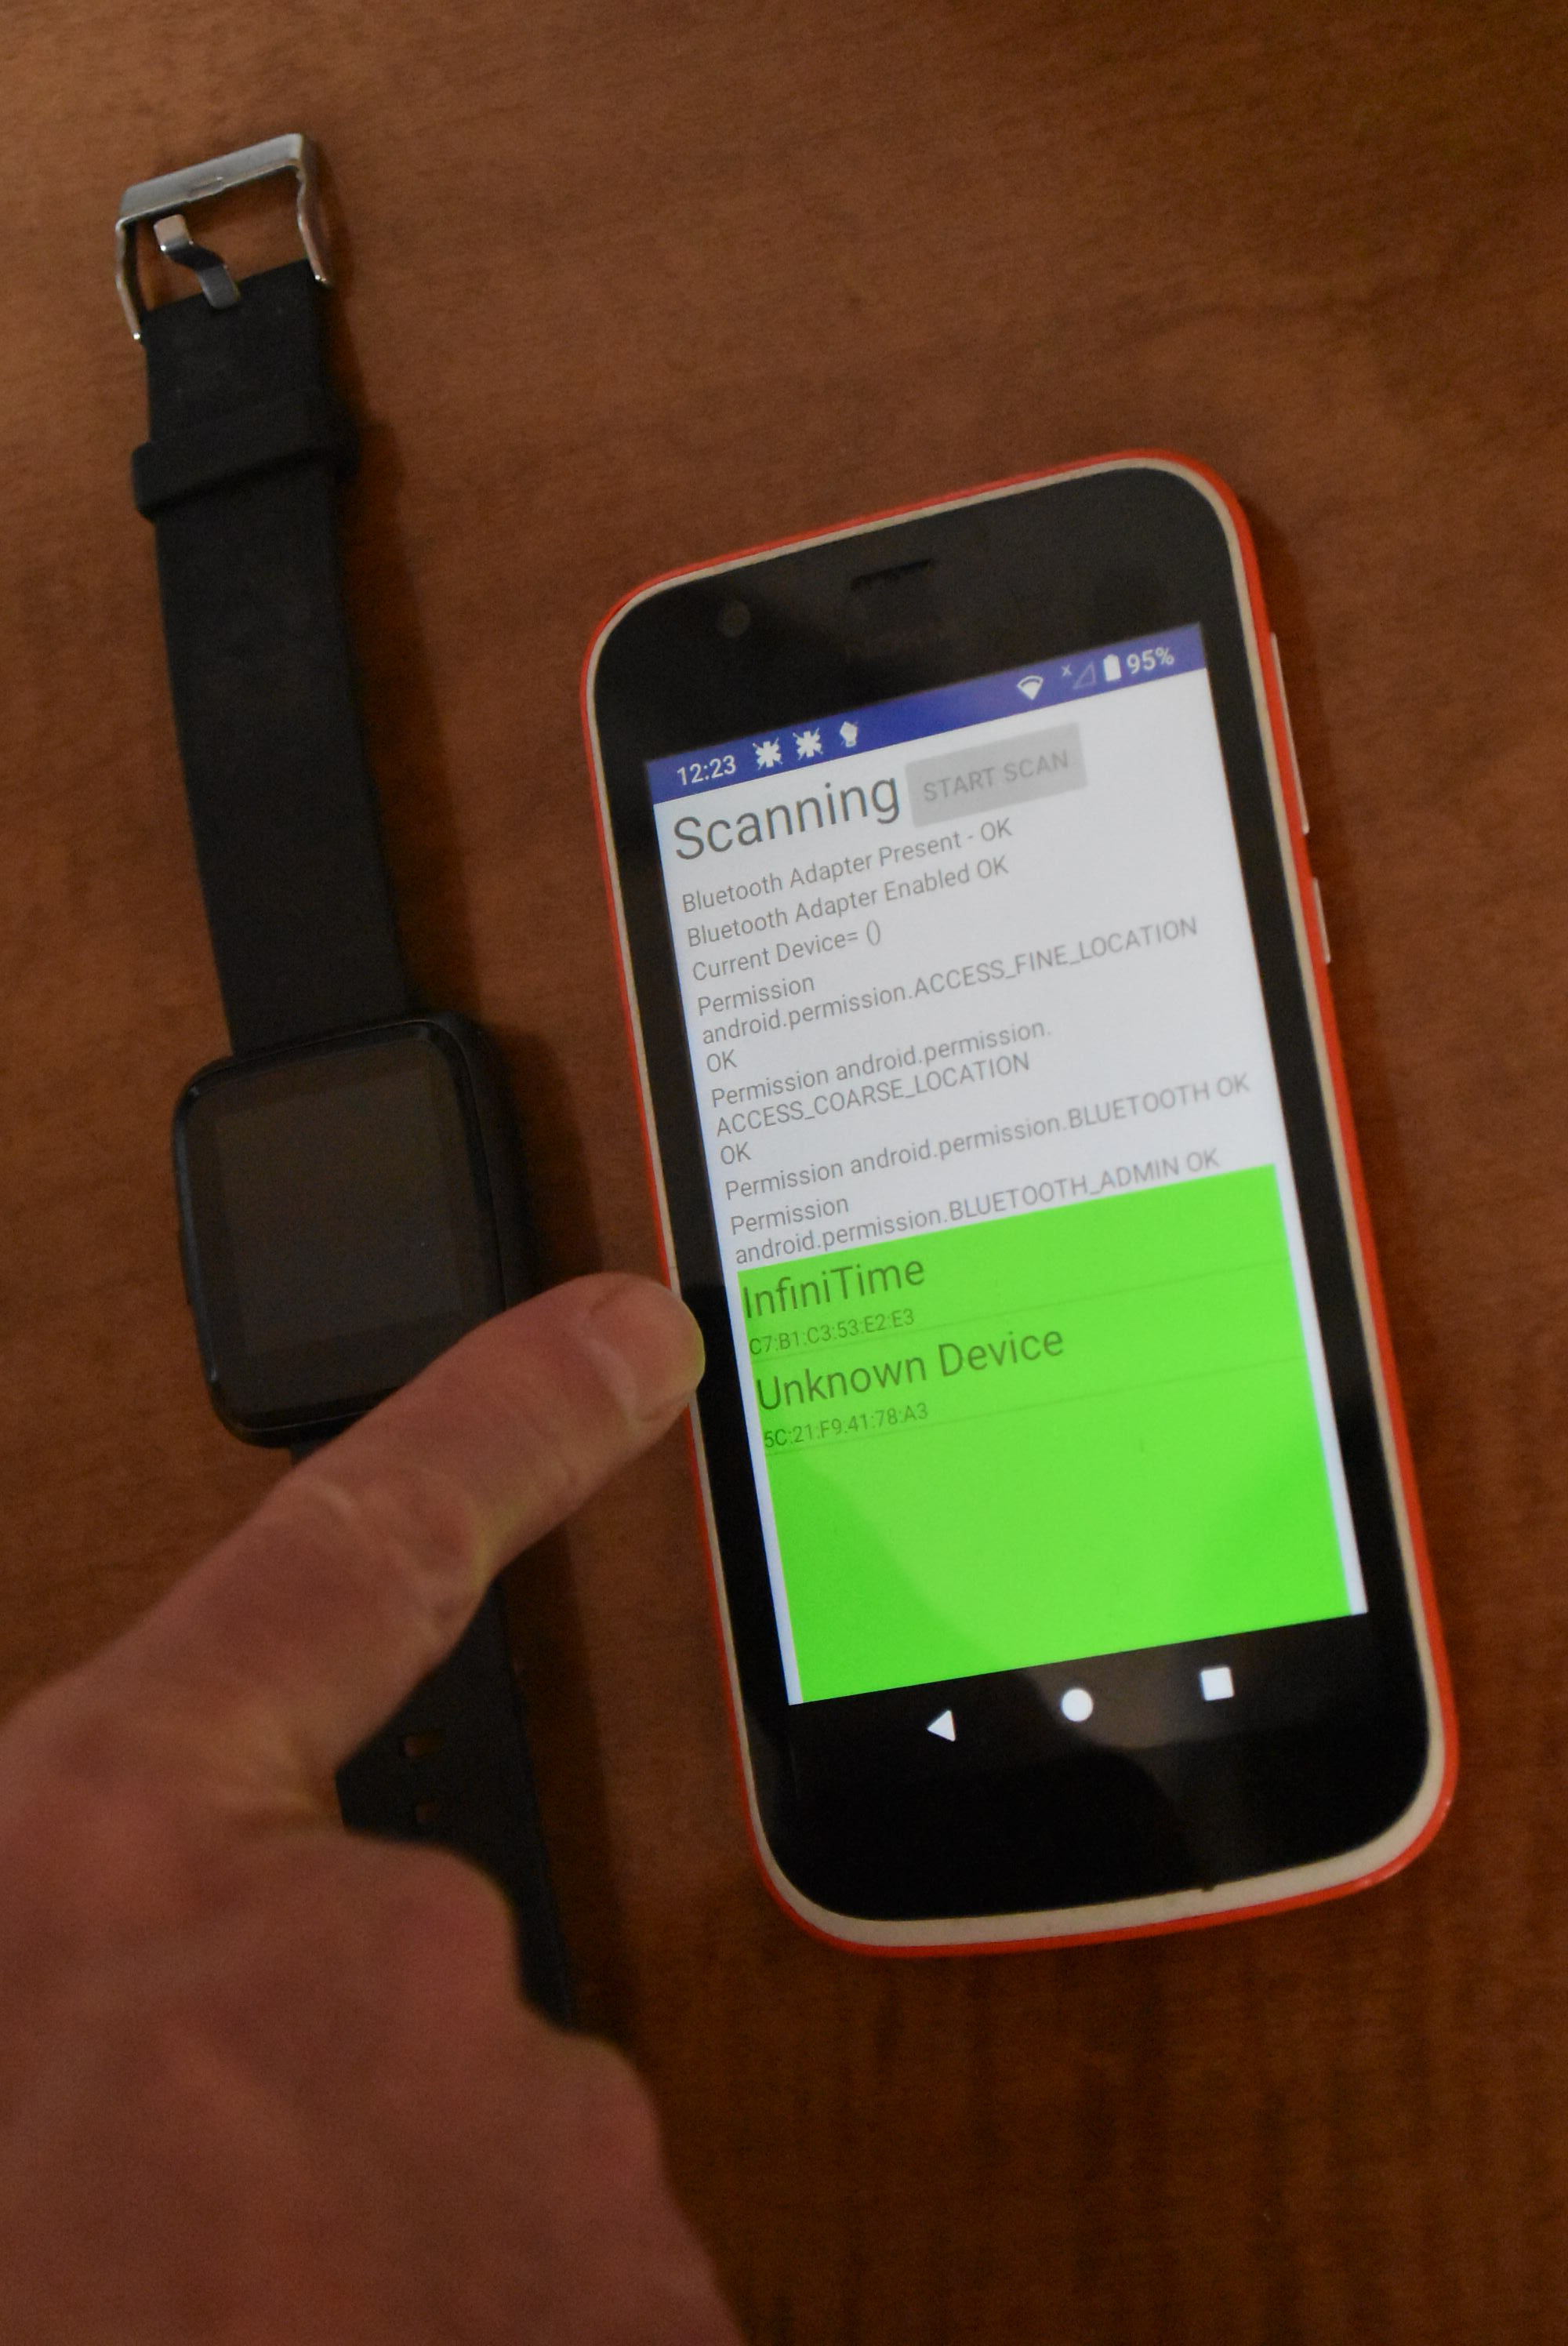 NOKIA
12:23 x 95%
Scanning START SCAN
Bluetooth Adapter Present - OK
Bluetooth Adapter Enabled OK
Current Device= ()
Permission
android.permission.ACCESS_FINE_LOCATION
OK
Permission android.permission.
ACCESS_COARSE_LOCATION
OK
Permission android.permission.BLUETOOTH OK
Permission
android.permission.BLUETOOTH_ADMIN OK
InfiniTime
C7:B1:C3:53:E2:E3
Unknown Device
5C:21:F9:41:78:A3